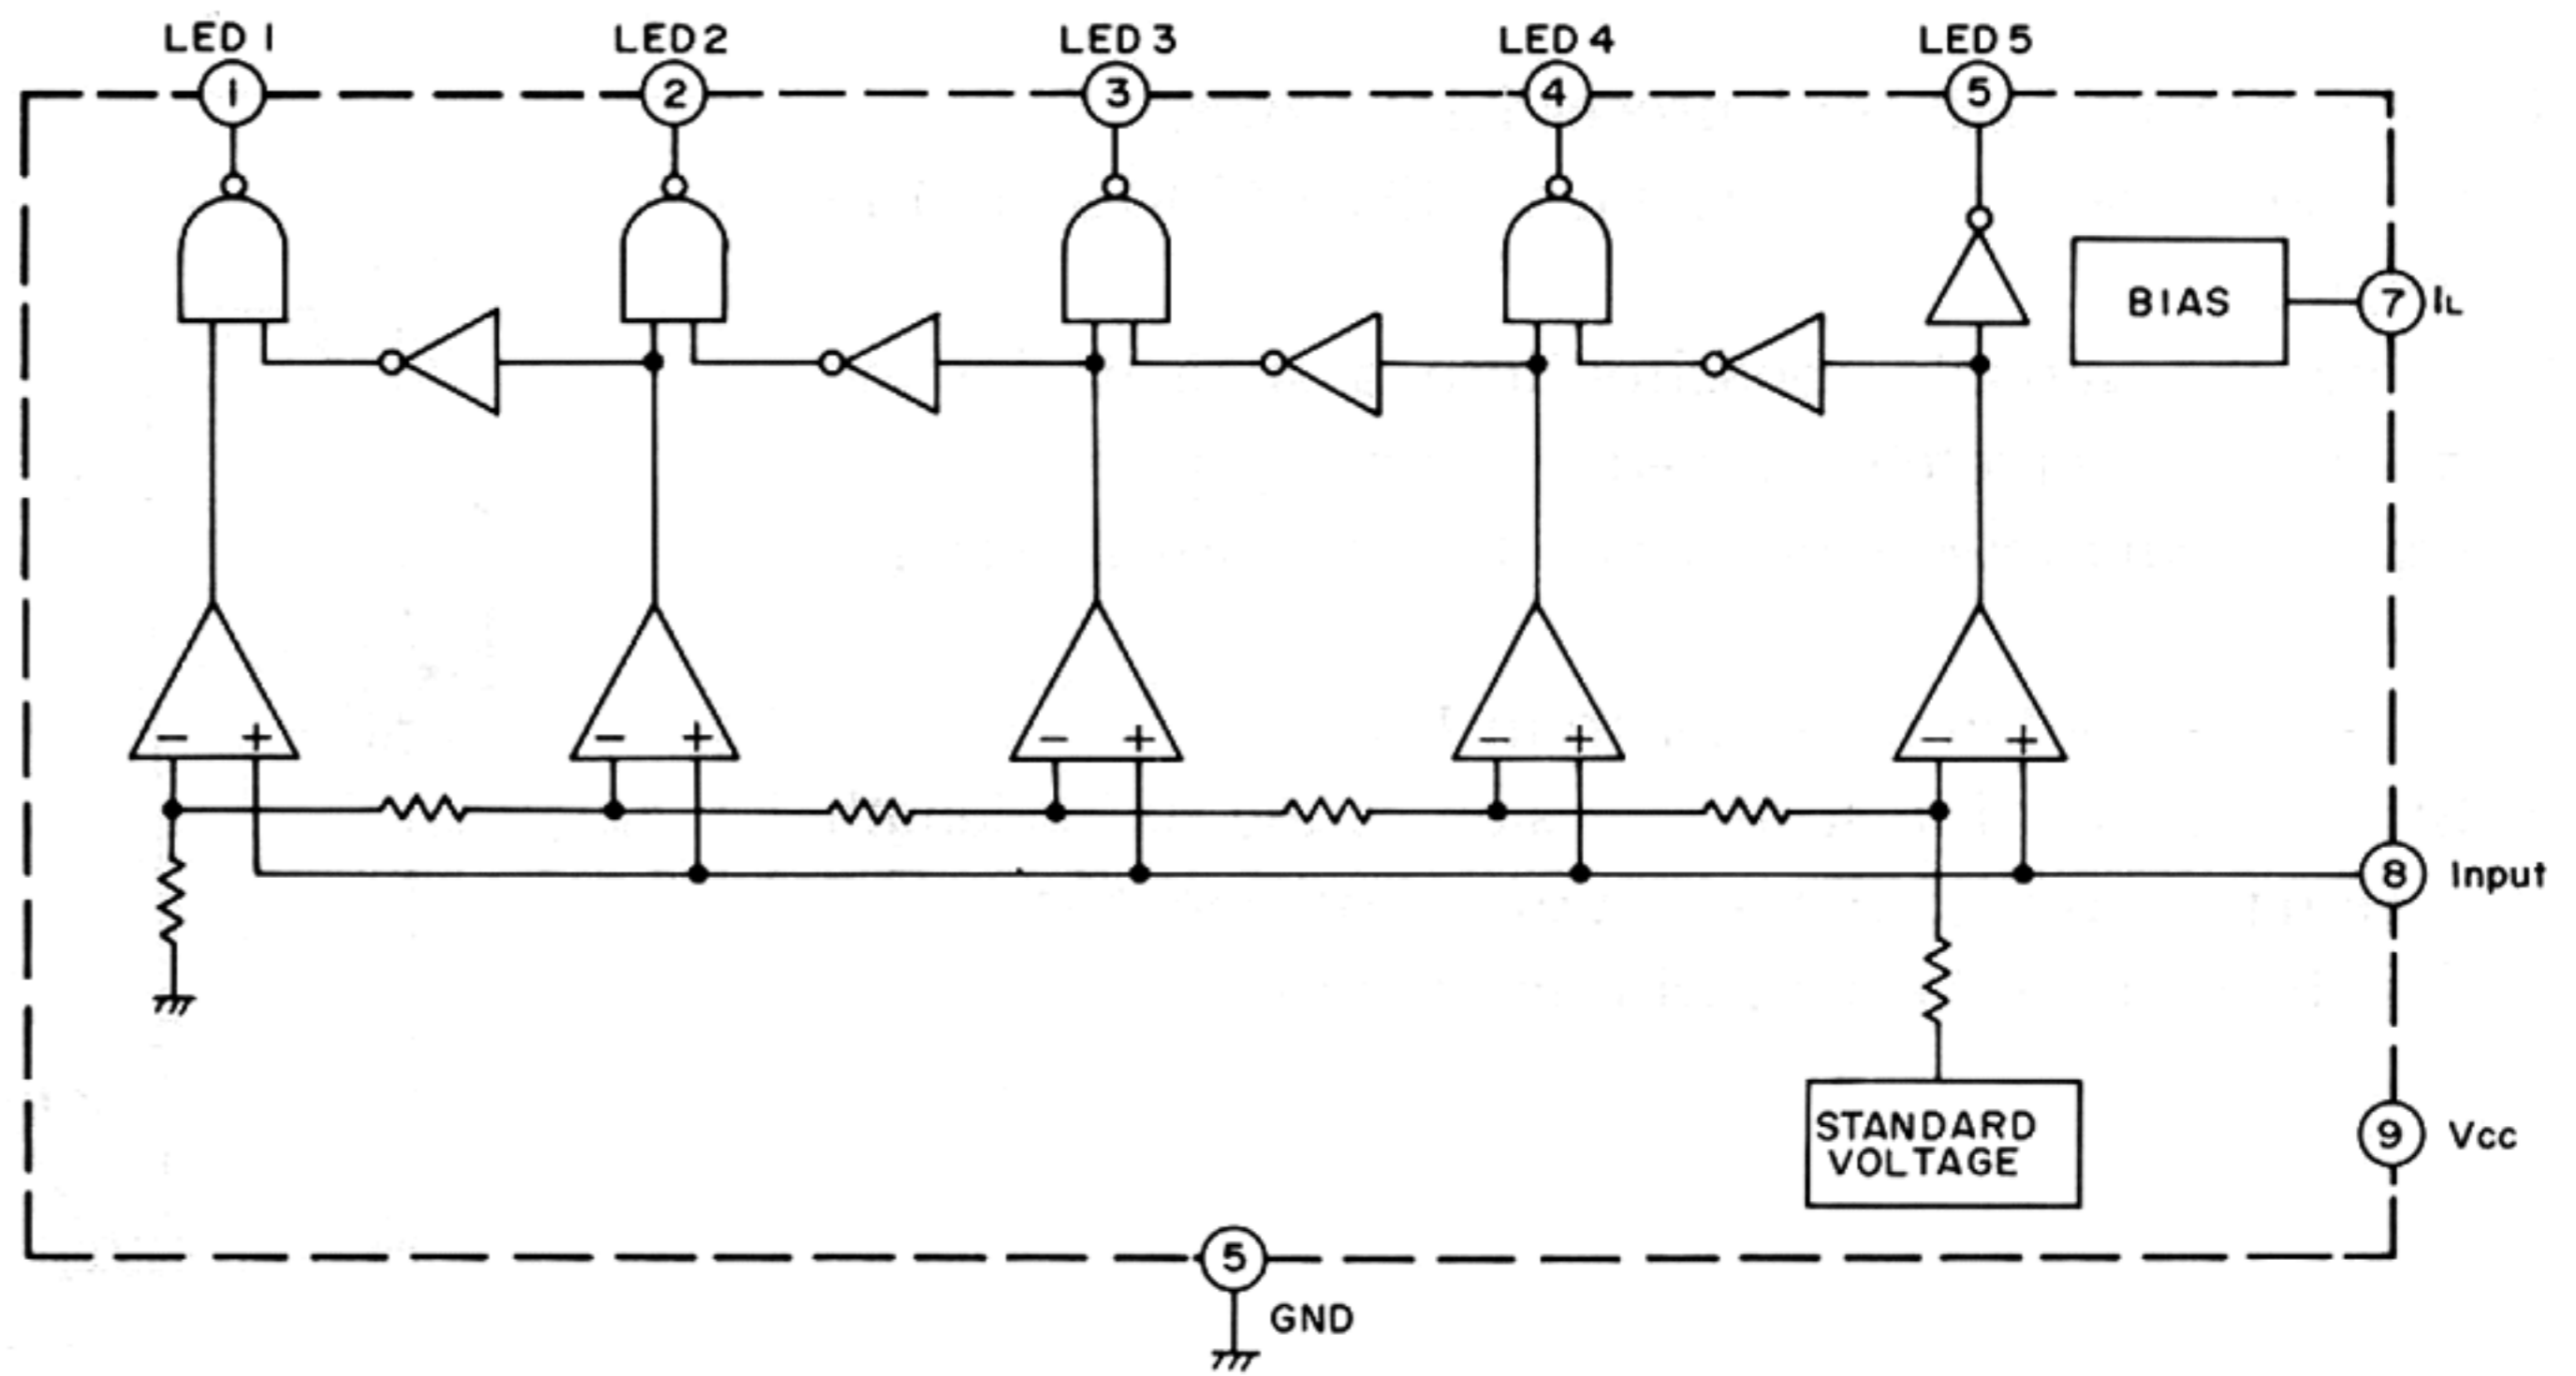 LED 1 LED 2 LED 3 LED 4 LED 5
1 2 3 4 5
BIAS 7 IL
− + − + − + − + − +
8 Input
STANDARD
VOLTAGE
9 Vcc
5
GND